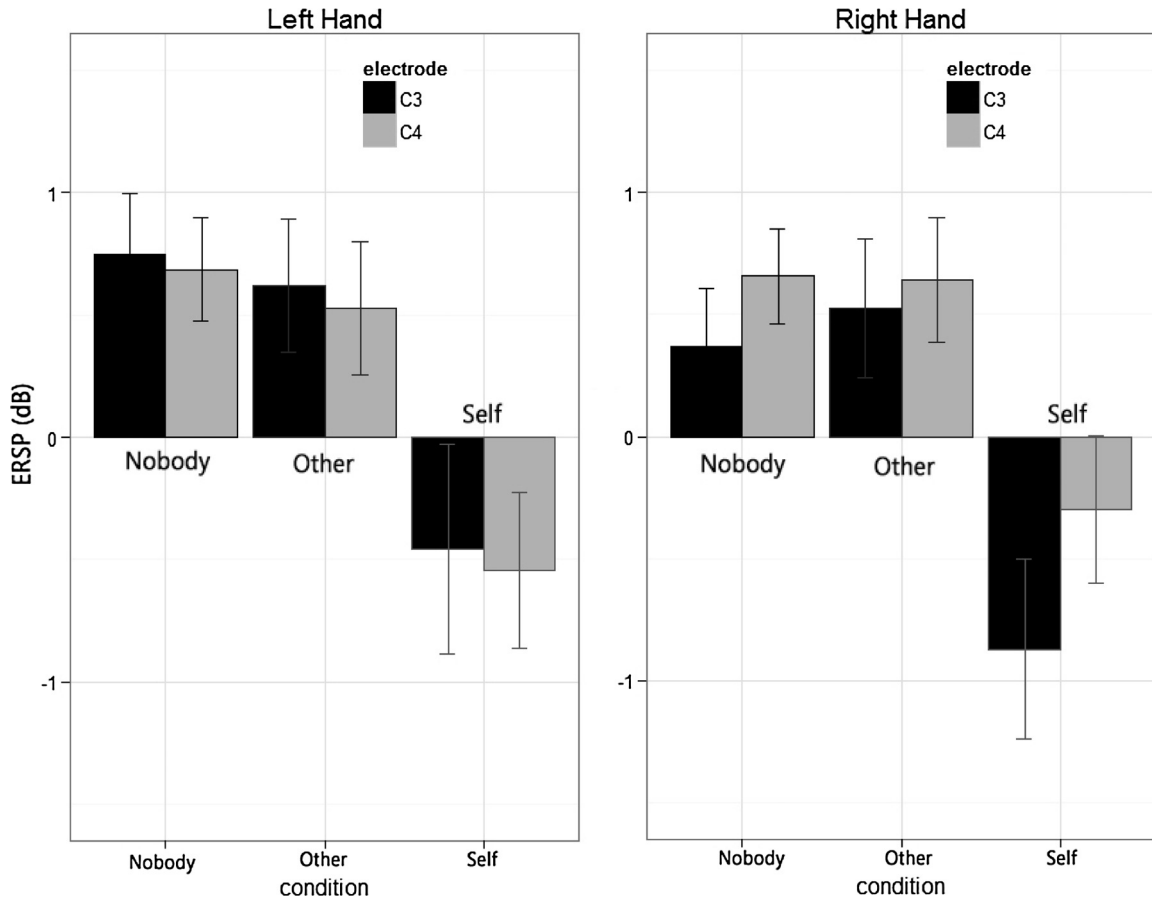 Left Hand
electrode
C3
C4
1
0
-1
ERSP (dB)
Nobody
Other
Self
Nobody
Other
Self
condition
Right Hand
electrode
C3
C4
1
0
-1
Nobody
Other
Self
Nobody
Other
Self
condition